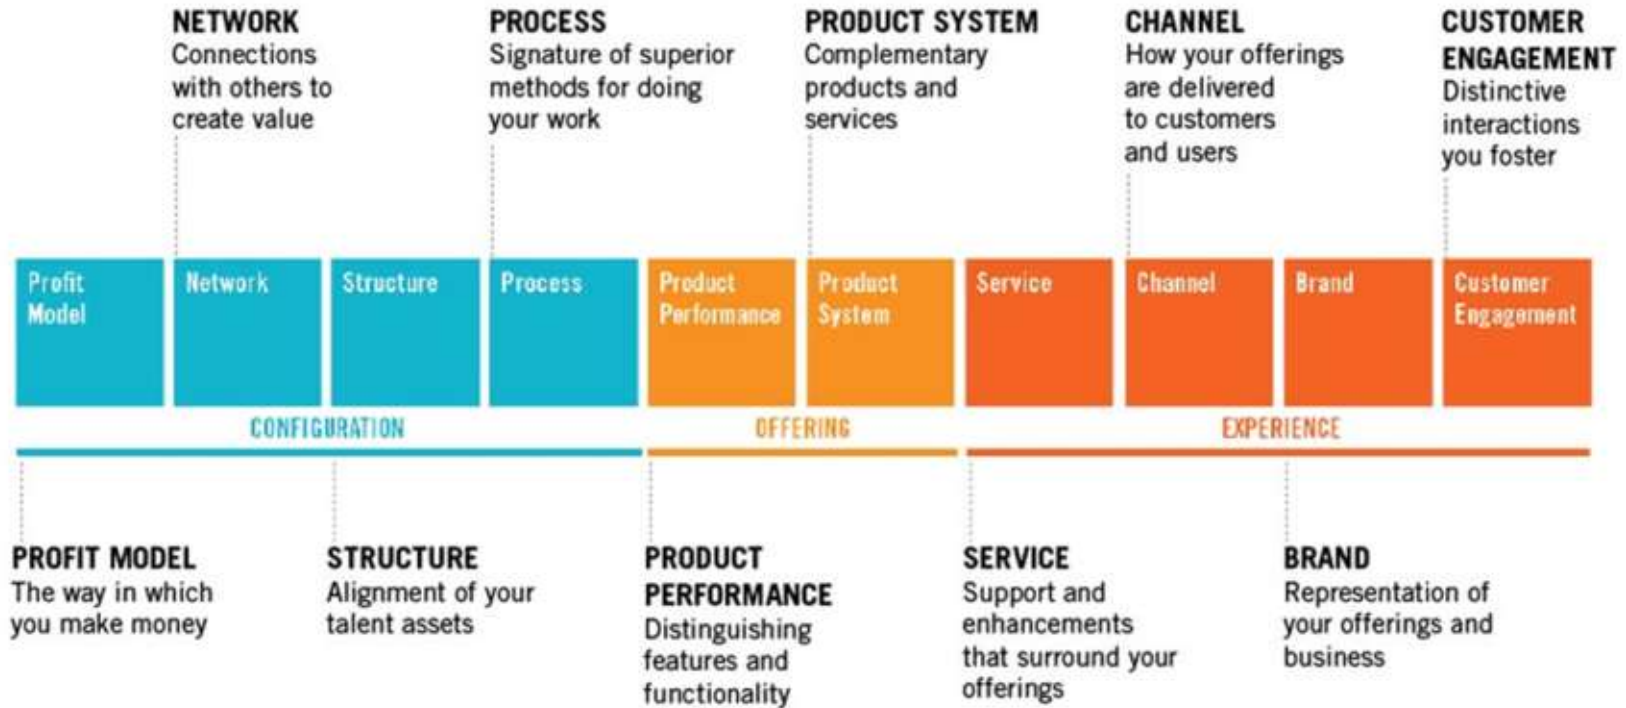 NETWORK
Connections
with others to
create value
PROCESS
Signature of superior
methods for doing
your work
PRODUCT SYSTEM
Complementary
products and
services
CHANNEL
How your offerings
are delivered
to customers
and users
CUSTOMER
ENGAGEMENT
Distinctive
interactions
you foster
Profit
Model
Network
Structure
Process
Product
Performance
Product
System
Service
Channel
Brand
Customer
Engagement
CONFIGURATION
OFFERING
EXPERIENCE
PROFIT MODEL
The way in which
you make money
STRUCTURE
Alignment of your
talent assets
PRODUCT
PERFORMANCE
Distinguishing
features and
functionality
SERVICE
Support and
enhancements
that surround your
offerings
BRAND
Representation of
your offerings and
business